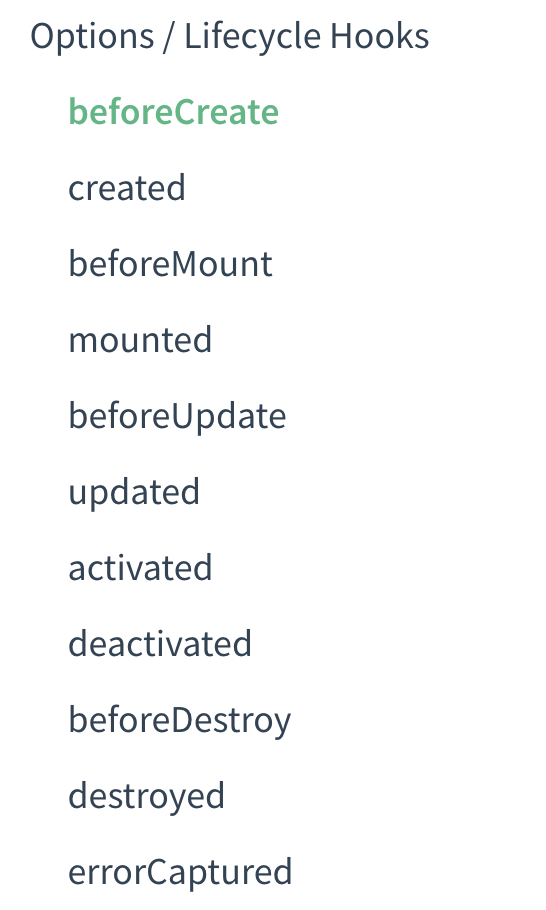 Options / Lifecycle Hooks
beforeCreate
created
beforeMount
mounted
beforeUpdate
updated
activated
deactivated
beforeDestroy
destroyed
errorCaptured